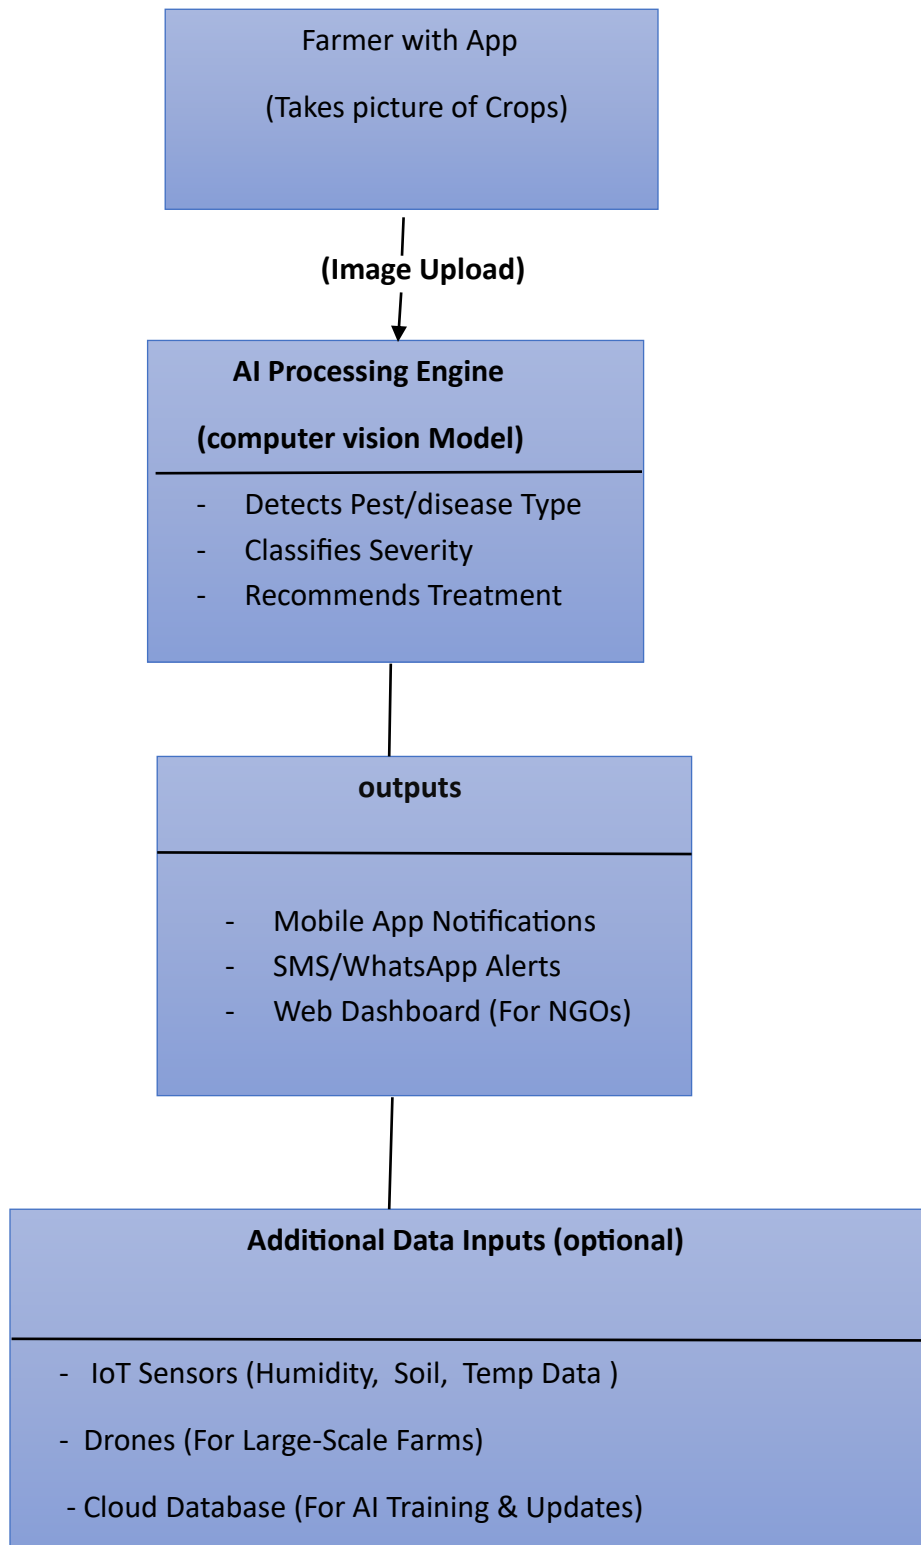 Farmer with App
(Takes picture of Crops)
(Image Upload)
AI Processing Engine
(computer vision Model)
- Detects Pest/disease Type
- Classifies Severity
- Recommends Treatment
outputs
- Mobile App Notifications
- SMS/WhatsApp Alerts
- Web Dashboard (For NGOs)
Additional Data Inputs (optional)
- IoT Sensors (Humidity, Soil, Temp Data )
- Drones (For Large-Scale Farms)
- Cloud Database (For AI Training & Updates)